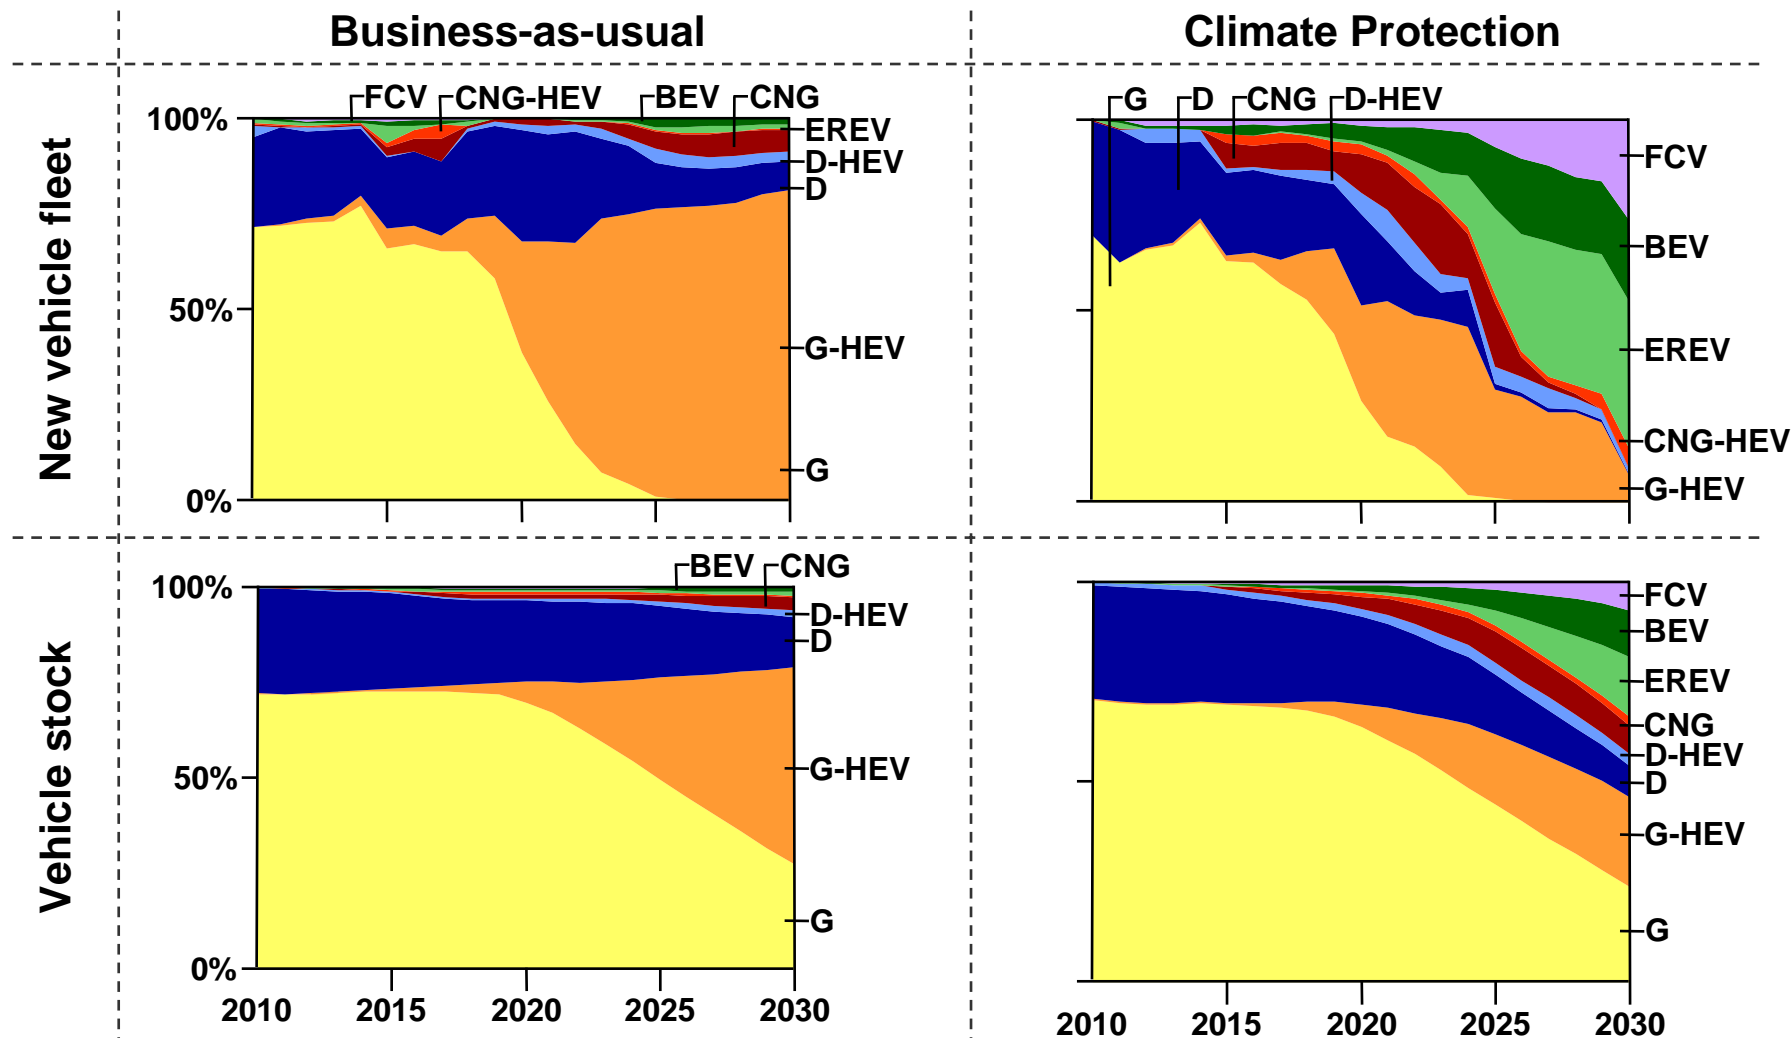 Business-as-usual
Climate Protection
New vehicle fleet
100%
50%
0%
FCV
CNG-HEV
BEV
CNG
EREV
D-HEV
D
G-HEV
G
G
D
CNG
D-HEV
FCV
BEV
EREV
CNG-HEV
G-HEV
Vehicle stock
100%
50%
0%
BEV
CNG
D-HEV
D
G-HEV
G
2010 2015 2020 2025 2030
FCV
BEV
EREV
CNG
D-HEV
D
G-HEV
G
2010 2015 2020 2025 2030